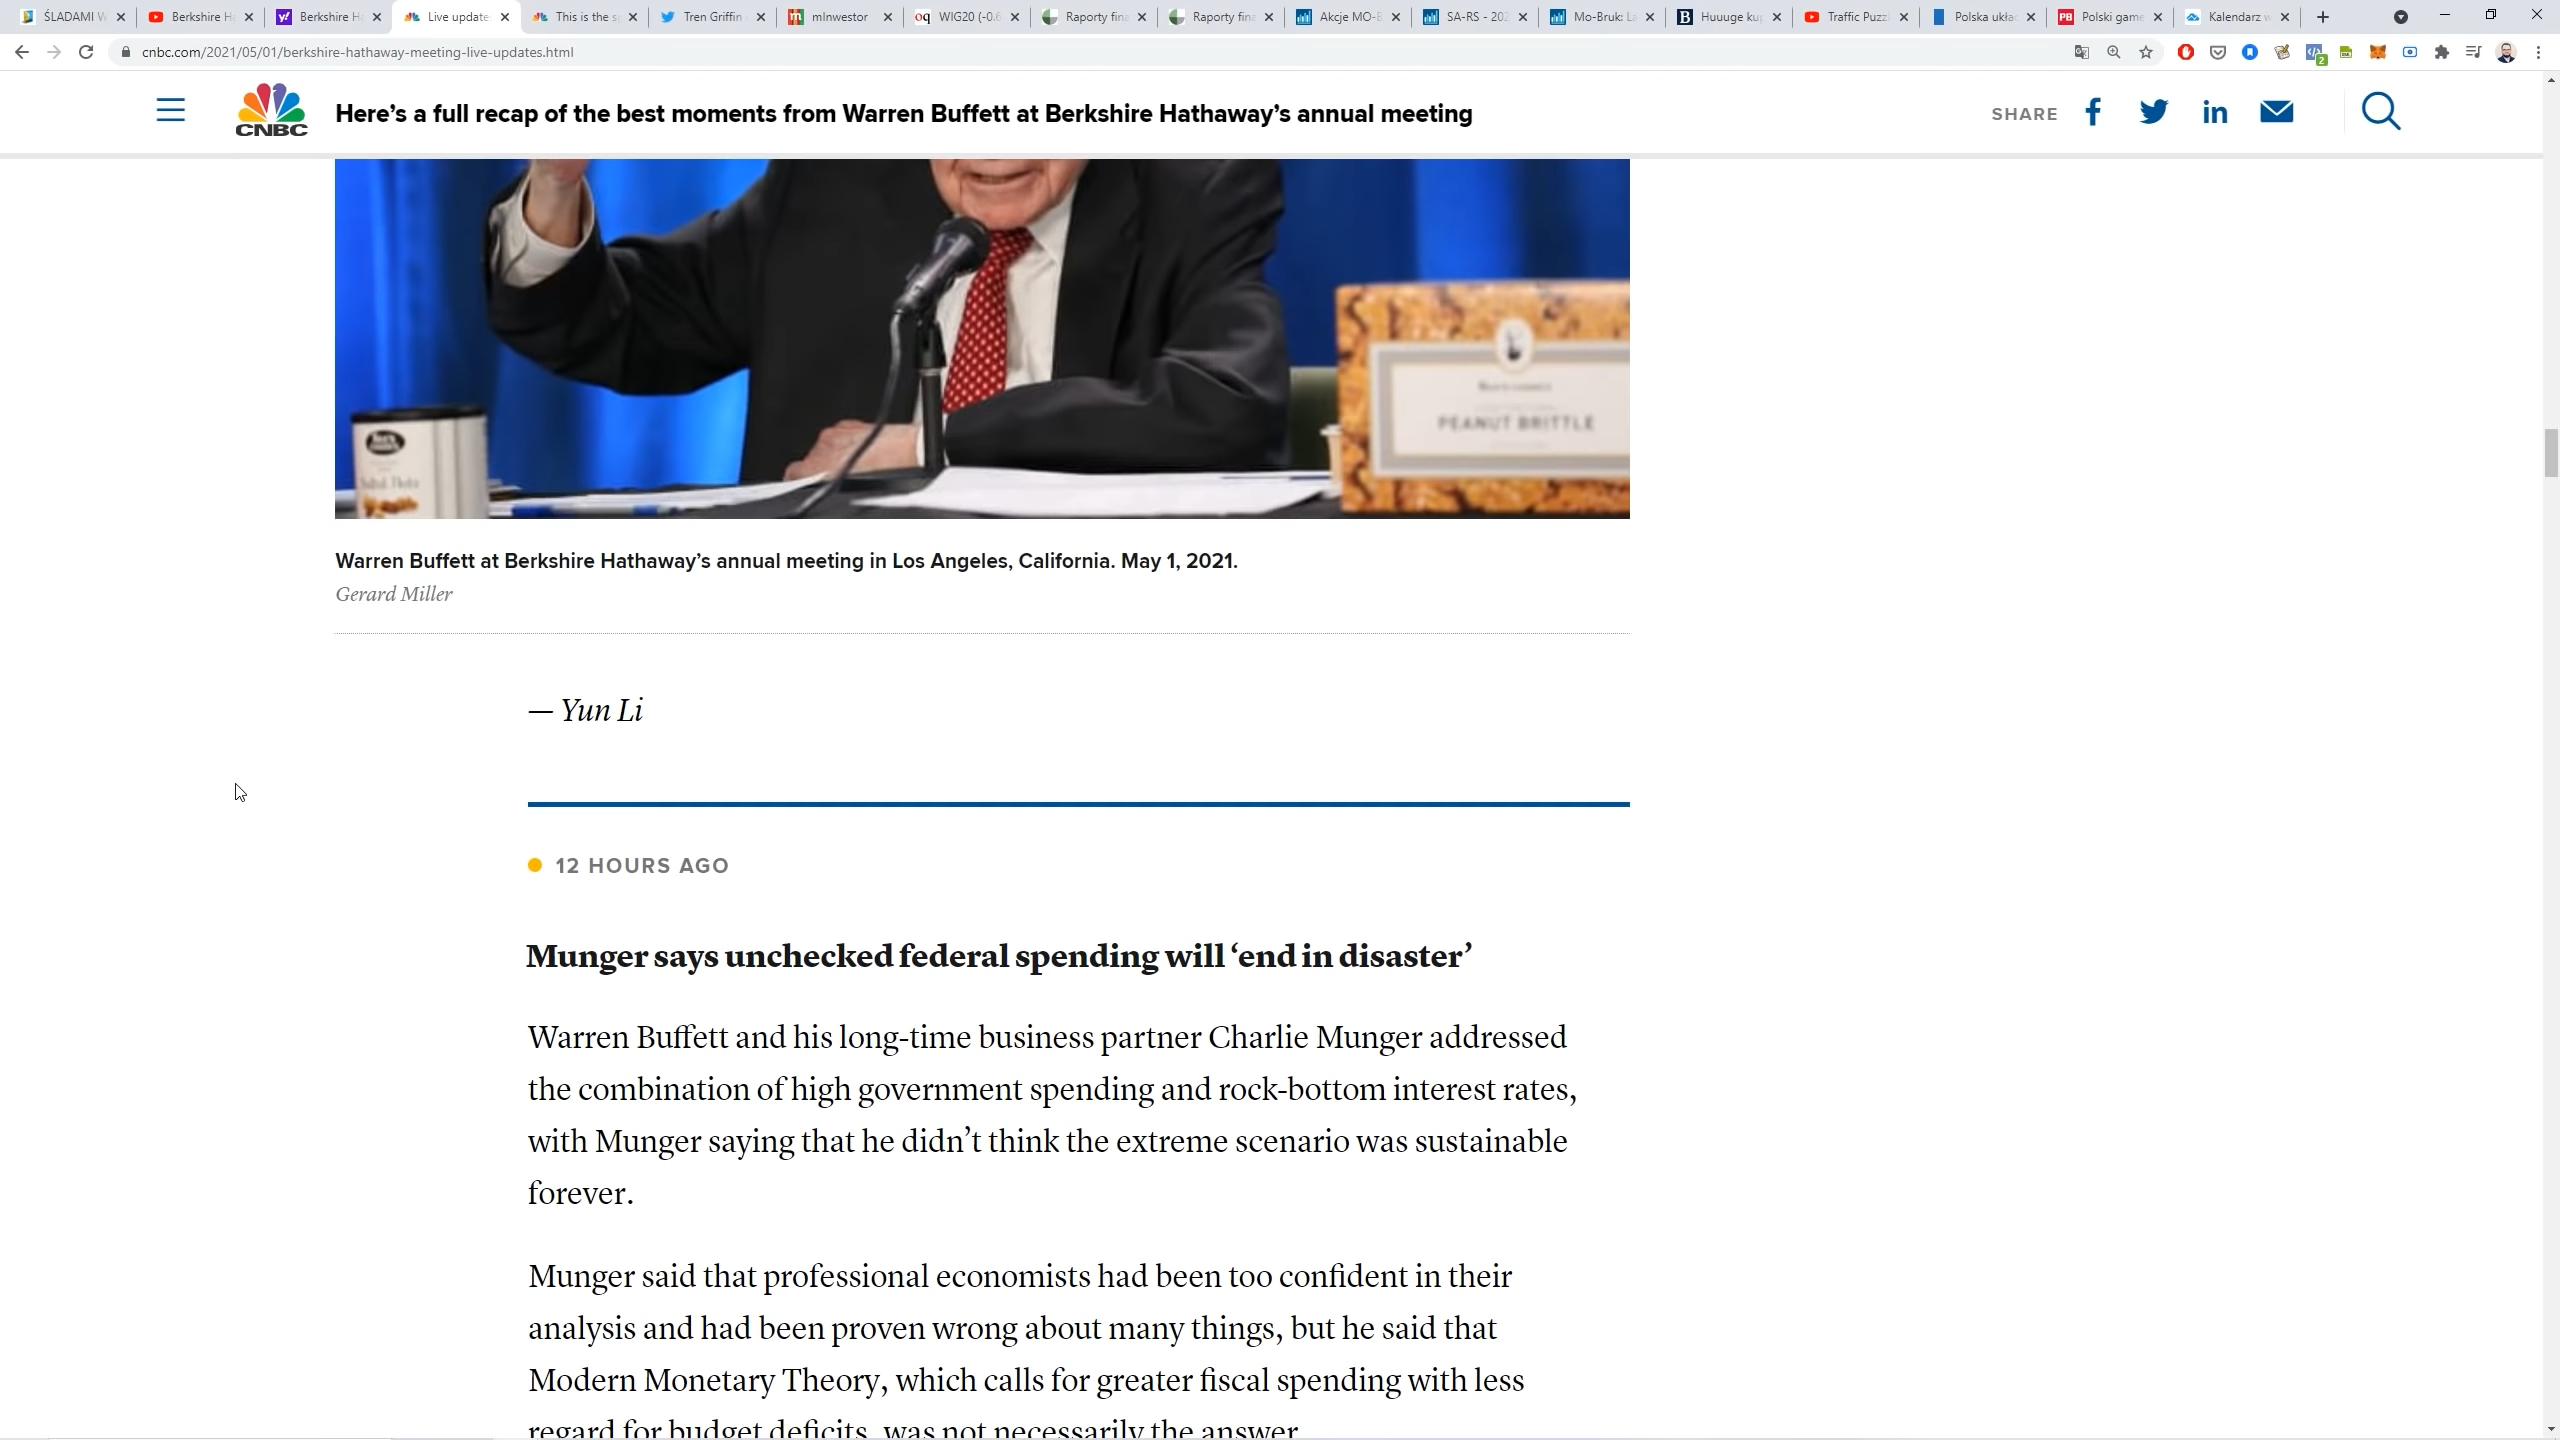 ŚLADAMI W
Berkshire H
Berkshire H
Live update
This is the s
Tren Griffin
mInwestor
WIG20 (-0.6
Raporty fina
Raporty fina
Akcje MO-B
SA-RS - 202
Mo-Bruk: L
Huuuge ku
Traffic Puzz
Polska ukła
Polski game
Kalendarz w
cnbc.com/2021/05/01/berkshire-hathaway-meeting-live-updates.html
CNBC
Here’s a full recap of the best moments from Warren Buffett at Berkshire Hathaway’s annual meeting
SHARE
PEANUT BRITTLE
Warren Buffett at Berkshire Hathaway’s annual meeting in Los Angeles, California. May 1, 2021.
Gerard Miller
— Yun Li
12 HOURS AGO
Munger says unchecked federal spending will ‘end in disaster’
Warren Buffett and his long-time business partner Charlie Munger addressed
the combination of high government spending and rock-bottom interest rates,
with Munger saying that he didn’t think the extreme scenario was sustainable
forever.
Munger said that professional economists had been too confident in their
analysis and had been proven wrong about many things, but he said that
Modern Monetary Theory, which calls for greater fiscal spending with less
regard for budget deficits, was not necessarily the answer.